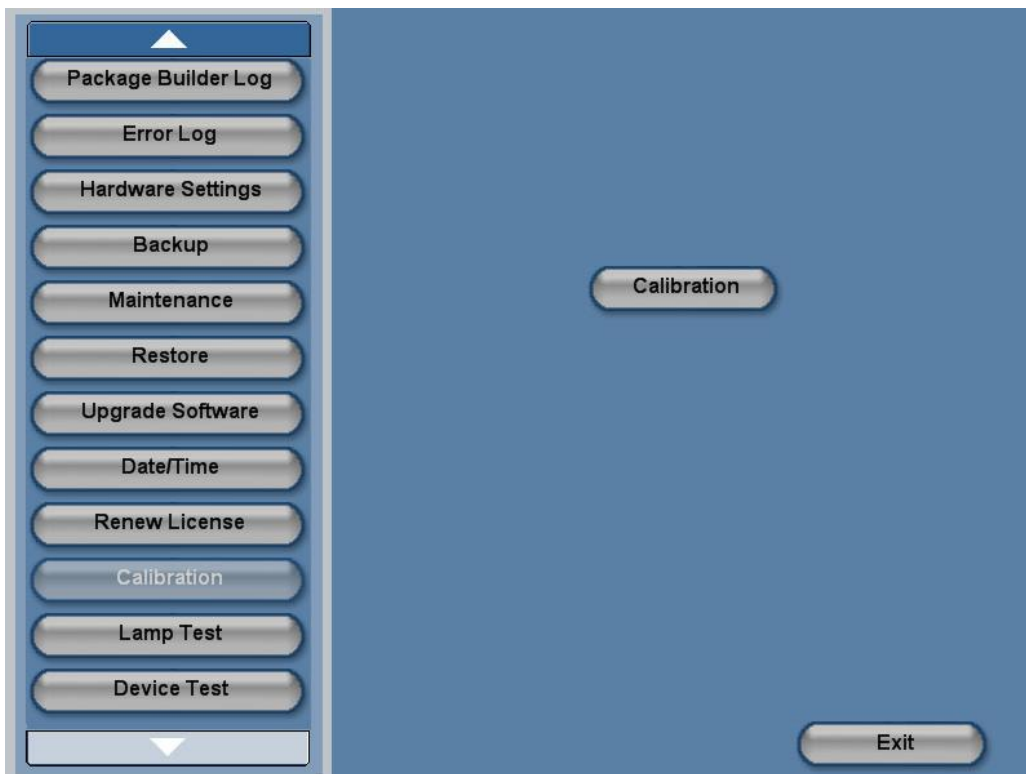 Package Builder Log
Error Log
Hardware Settings
Backup
Maintenance
Restore
Upgrade Software
Date/Time
Renew License
Calibration
Lamp Test
Device Test
Calibration
Exit